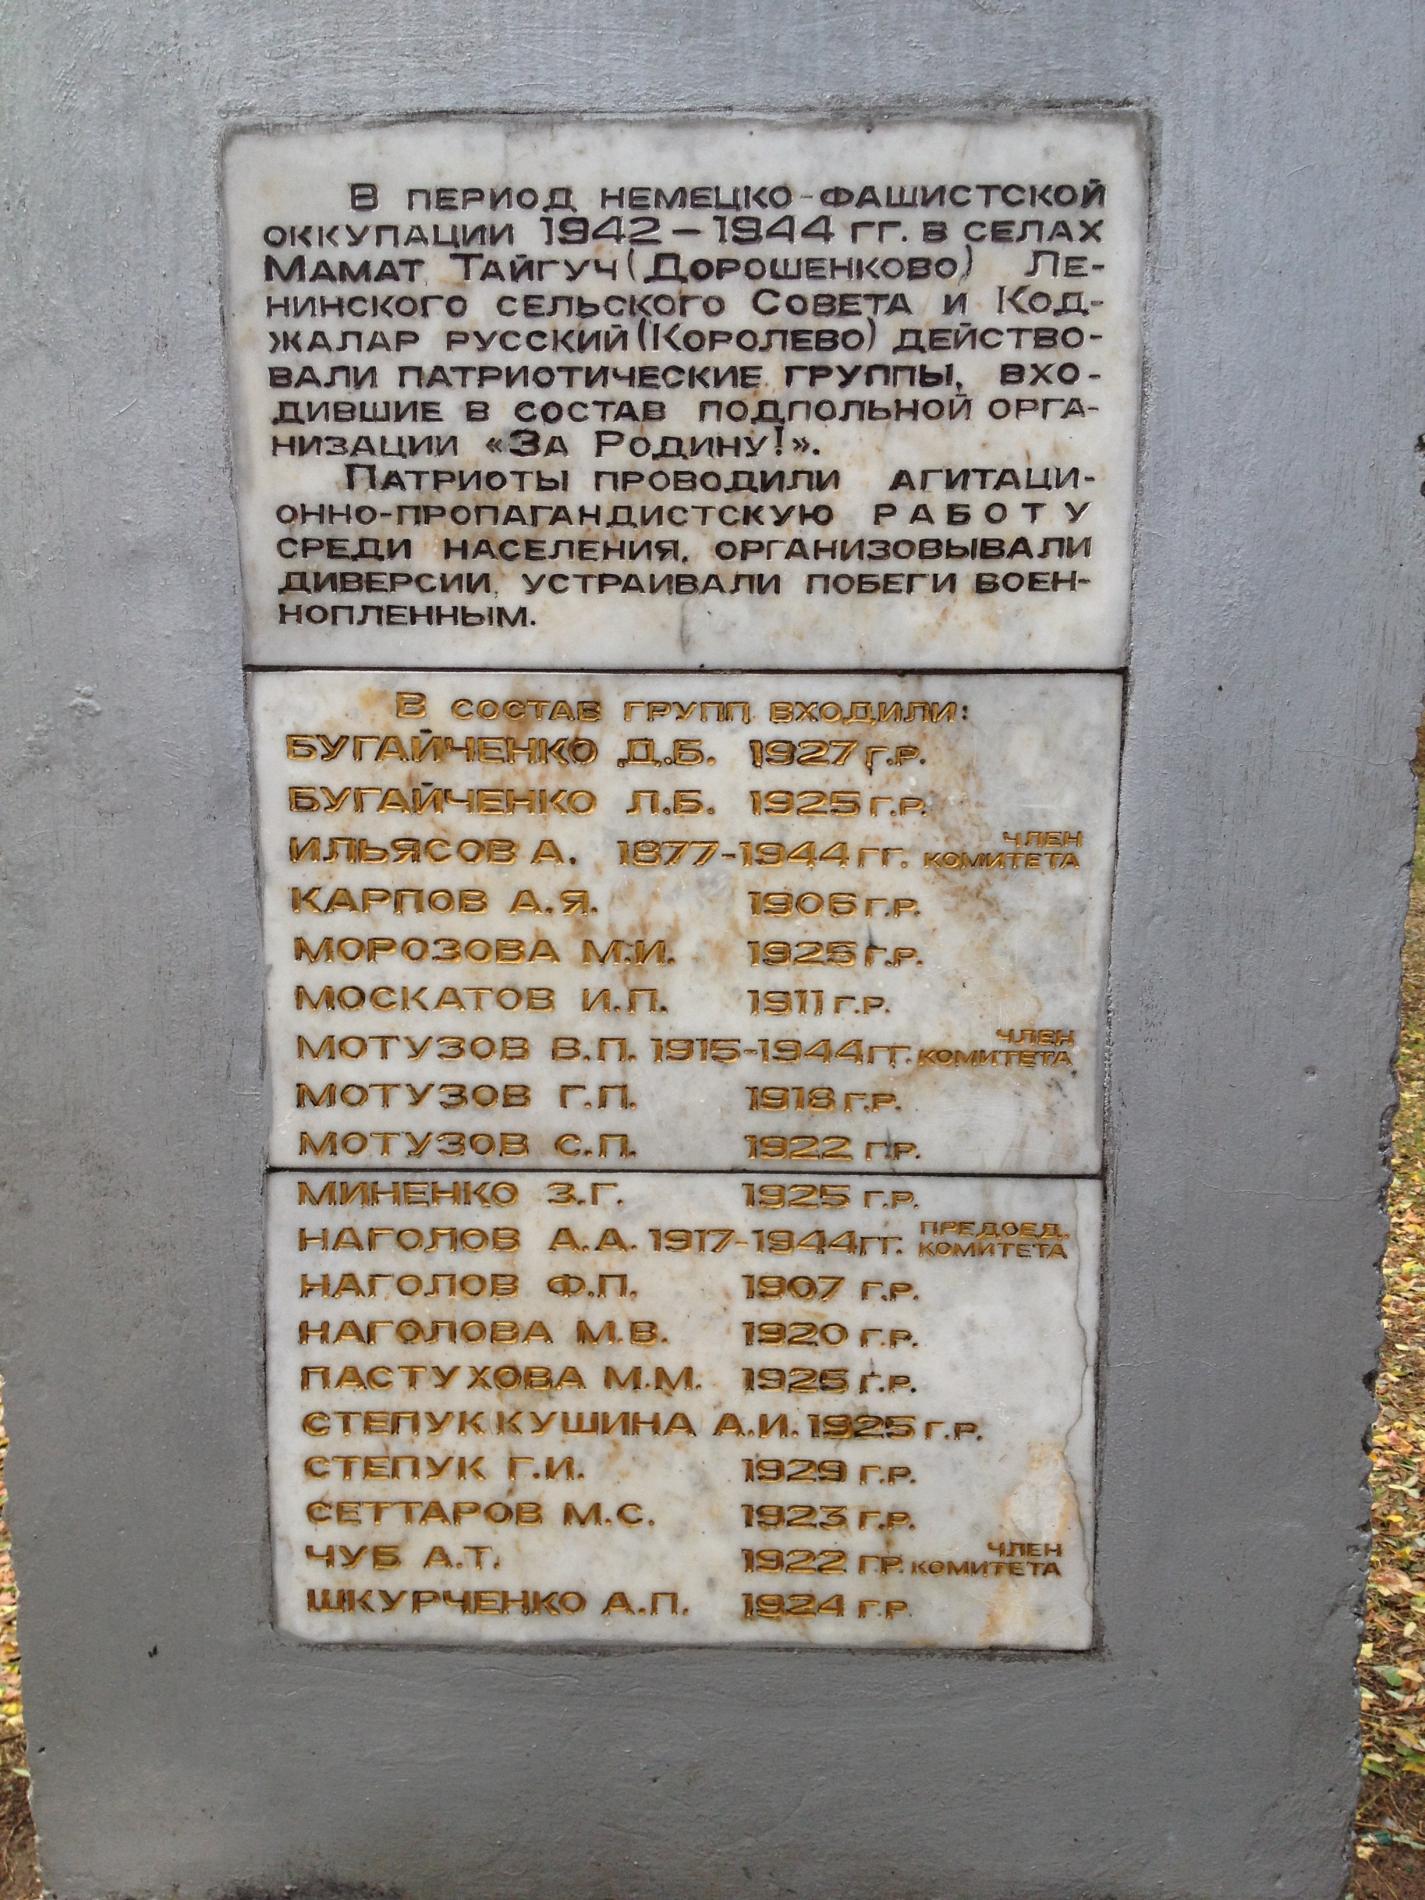 В ПЕРИОД НЕМЕЦКО-ФАШИСТСКОЙ
ОККУПАЦИИ 1942-1944 ГГ. В СЕЛАХ
МАМАТ ТАЙГУЧ (ДОРОШЕНКОВО) ЛЕ-
НИНСКОГО СЕЛЬСКОГО СОВЕТА И КОД-
ЖАЛАР РУССКИЙ (КОРОЛЕВО) ДЕЙСТВО-
ВАЛИ ПАТРИОТИЧЕСКИЕ ГРУППЫ, ВХО-
ДИВШИЕ В СОСТАВ ПОДПОЛЬНОЙ ОРГА-
НИЗАЦИИ «ЗА РОДИНУ!».
ПАТРИОТЫ ПРОВОДИЛИ АГИТАЦИ-
ОННО-ПРОПАГАНДИСТСКУЮ РАБОТУ
СРЕДИ НАСЕЛЕНИЯ, ОРГАНИЗОВЫВАЛИ
ДИВЕРСИИ, УСТРАИВАЛИ ПОБЕГИ ВОЕН-
НОПЛЕННЫМ.
В СОСТАВ ГРУПП ВХОДИЛИ:
БУГАЙЧЕНКО Д.Б. 1927 Г.Р.
БУГАЙЧЕНКО Л.Б. 1925 Г.Р.
ИЛЬЯСОВ А. 1877-1944 ГГ. ЧЛЕН КОМИТЕТА
КАРПОВ А.Я. 1906 Г.Р.
МОРОЗОВА М.И. 1925 Г.Р.
МОСКАТОВ И.П. 1911 Г.Р.
МОТУЗОВ В.П. 1915-1944 ГГ. ЧЛЕН КОМИТЕТА
МОТУЗОВ Г.П. 1918 Г.Р.
МОТУЗОВ С.П. 1922 Г.Р.
МИНЕНКО З.Г. 1925 Г.Р.
НАГОЛОВ А.А. 1917-1944 ГГ. ПРЕДОЕД. КОМИТЕТА
НАГОЛОВ Ф.П. 1907 Г.Р.
НАГОЛОВА М.В. 1920 Г.Р.
ПАСТУХОВА М.М. 1925 Г.Р.
СТЕПУК КУШИНА А.И. 1925 Г.Р.
СТЕПУК Г.И. 1929 Г.Р.
СЕТТАРОВ М.С. 1923 Г.Р.
ЧУБ А.Т. 1922 Г.Р. ЧЛЕН КОМИТЕТА
ШКУРЧЕНКО А.П. 1924 Г.Р.